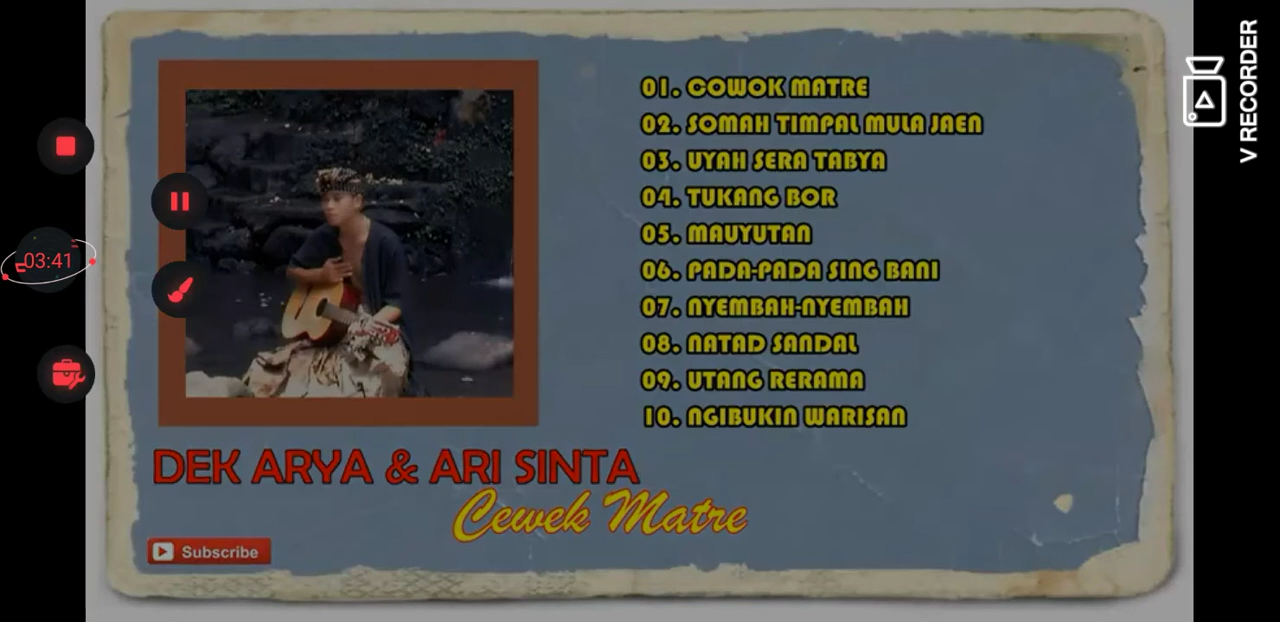 01. COWOK MATRE
02. SOMAH TIMPAL MULA JAEN
03. UYAH SERA TABYA
04. TUKANG BOR
05. MAUYUTAN
06. PADA-PADA SING BANI
07. NYEMBAH-NYEMBAH
08. NATAD SANDAL
09. UTANG RERAMA
10. NGIBUKIN WARISAN
DEK ARYA & ARI SINTA
Cewek Matre
Subscribe
03:41
V RECORDER